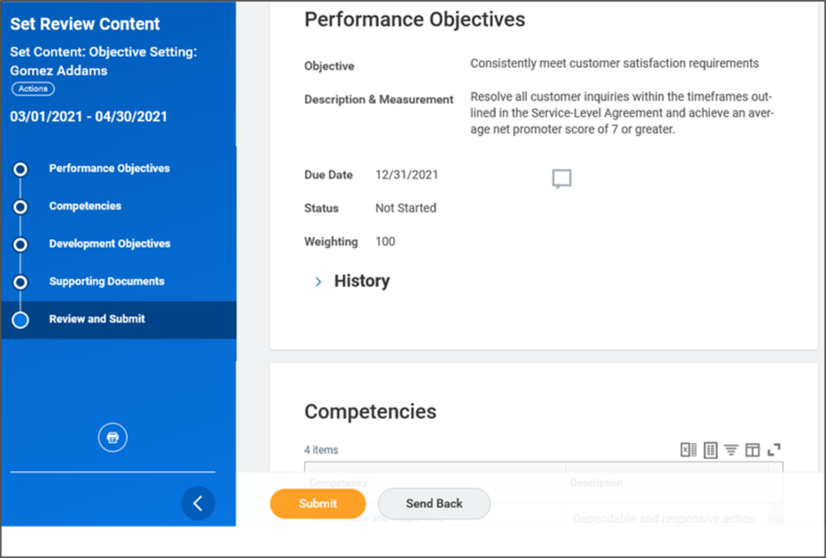 Set Review Content
Set Content: Objective Setting:
Gomez Addams
Actions
03/01/2021 - 04/30/2021
Performance Objectives
Competencies
Development Objectives
Supporting Documents
Review and Submit
Performance Objectives
Objective Consistently meet customer satisfaction requirements
Description & Measurement Resolve all customer inquiries within the timeframes out-
lined in the Service-Level Agreement and achieve an aver-
age net promoter score of 7 or greater.
Due Date 12/31/2021
Status Not Started
Weighting 100
History
Competencies
4 items
Competency Description
Dependable and responsive action
Submit Send Back